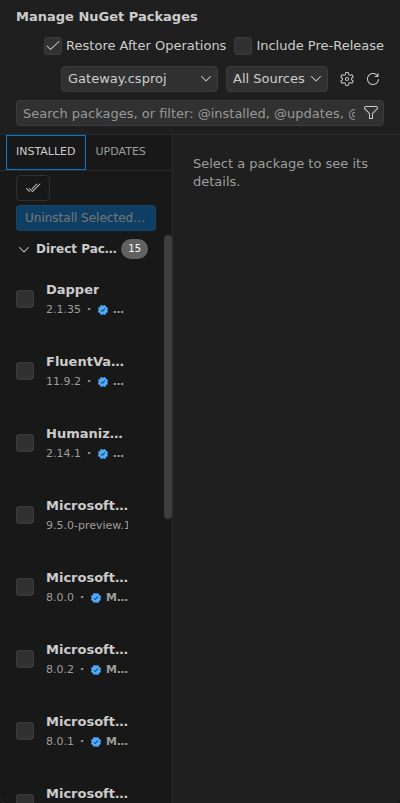 Manage NuGet Packages
Restore After Operations
Include Pre-Release
Gateway.csproj
All Sources
Search packages, or filter: @installed, @updates, @
INSTALLED
UPDATES
Uninstall Selected...
Direct Pac... 15
Select a package to see its
details.
Dapper
2.1.35 · ...
FluentVa...
11.9.2 · ...
Humaniz...
2.14.1 · ...
Microsoft...
9.5.0-preview.1
Microsoft...
8.0.0 · M...
Microsoft...
8.0.2 · M...
Microsoft...
8.0.1 · M...
Microsoft...